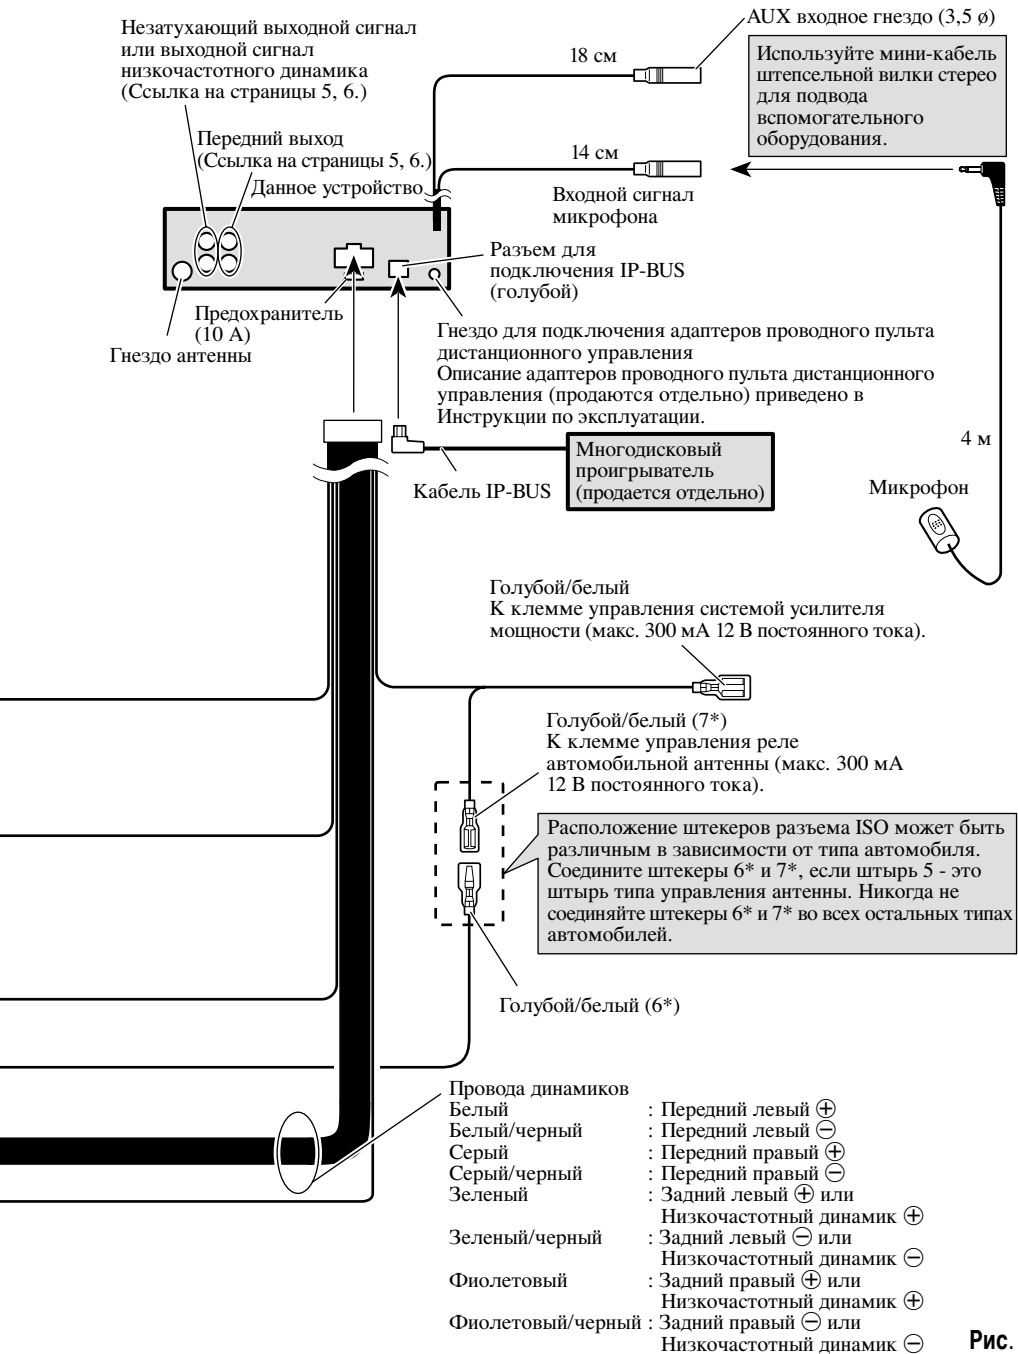 Незатухающий выходной сигнал
или выходной сигнал
низкочастотного динамика
(Ссылка на страницы 5, 6.)
AUX входное гнездо (3,5 ø)
18 см
Используйте мини-кабель
штепсельной вилки стерео
для подвода
вспомогательного
оборудования.
Передний выход
(Ссылка на страницы 5, 6.)
14 см
Данное устройство
Входной сигнал
микрофона
Разъем для
подключения IP-BUS
(голубой)
Предохранитель
(10 А)
Гнездо антенны
Гнездо для подключения адаптеров проводного пульта
дистанционного управления
Описание адаптеров проводного пульта дистанционного
управления (продаются отдельно) приведено в
Инструкции по эксплуатации.
4 м
Многодисковый
проигрыватель
(продается отдельно)
Кабель IP-BUS
Микрофон
Голубой/белый
К клемме управления системой усилителя
мощности (макс. 300 мА 12 В постоянного тока).
Голубой/белый (7*)
К клемме управления реле
автомобильной антенны (макс. 300 мА
12 В постоянного тока).
Расположение штекеров разъема ISO может быть
различным в зависимости от типа автомобиля.
Соедините штекеры 6* и 7*, если штырь 5 - это
штырь типа управления антенны. Никогда не
соединяйте штекеры 6* и 7* во всех остальных типах
автомобилей.
Голубой/белый (6*)
Провода динамиков
Белый : Передний левый ⊕
Белый/черный : Передний левый ⊖
Серый : Передний правый ⊕
Серый/черный : Передний правый ⊖
Зеленый : Задний левый ⊕ или
Низкочастотный динамик ⊕
Зеленый/черный : Задний левый ⊖ или
Низкочастотный динамик ⊖
Фиолетовый : Задний правый ⊕ или
Низкочастотный динамик ⊕
Фиолетовый/черный : Задний правый ⊖ или
Низкочастотный динамик ⊖
Рис.